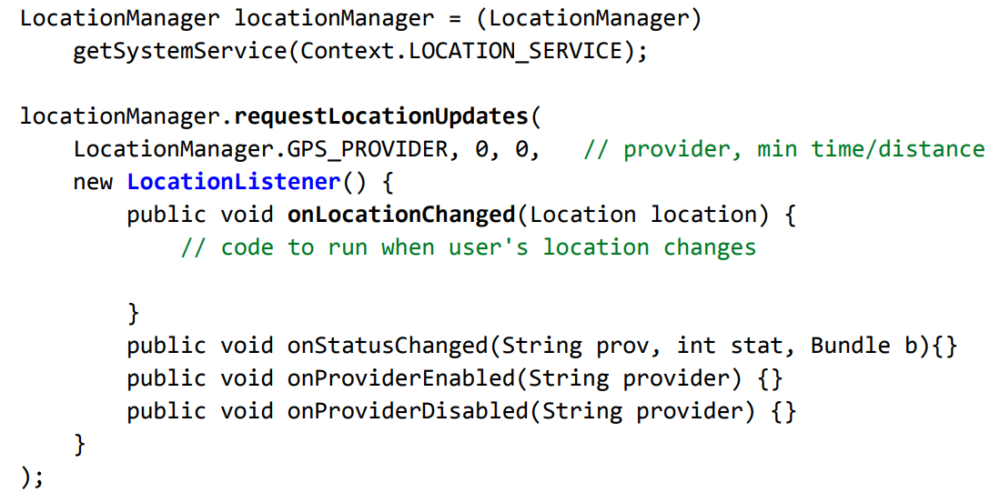 LocationManager locationManager = (LocationManager)
    getSystemService(Context.LOCATION_SERVICE);

locationManager.requestLocationUpdates(
    LocationManager.GPS_PROVIDER, 0, 0,   // provider, min time/distance
    new LocationListener() {
        public void onLocationChanged(Location location) {
            // code to run when user's location changes

        }
        public void onStatusChanged(String prov, int stat, Bundle b){}
        public void onProviderEnabled(String provider) {}
        public void onProviderDisabled(String provider) {}
    }
);